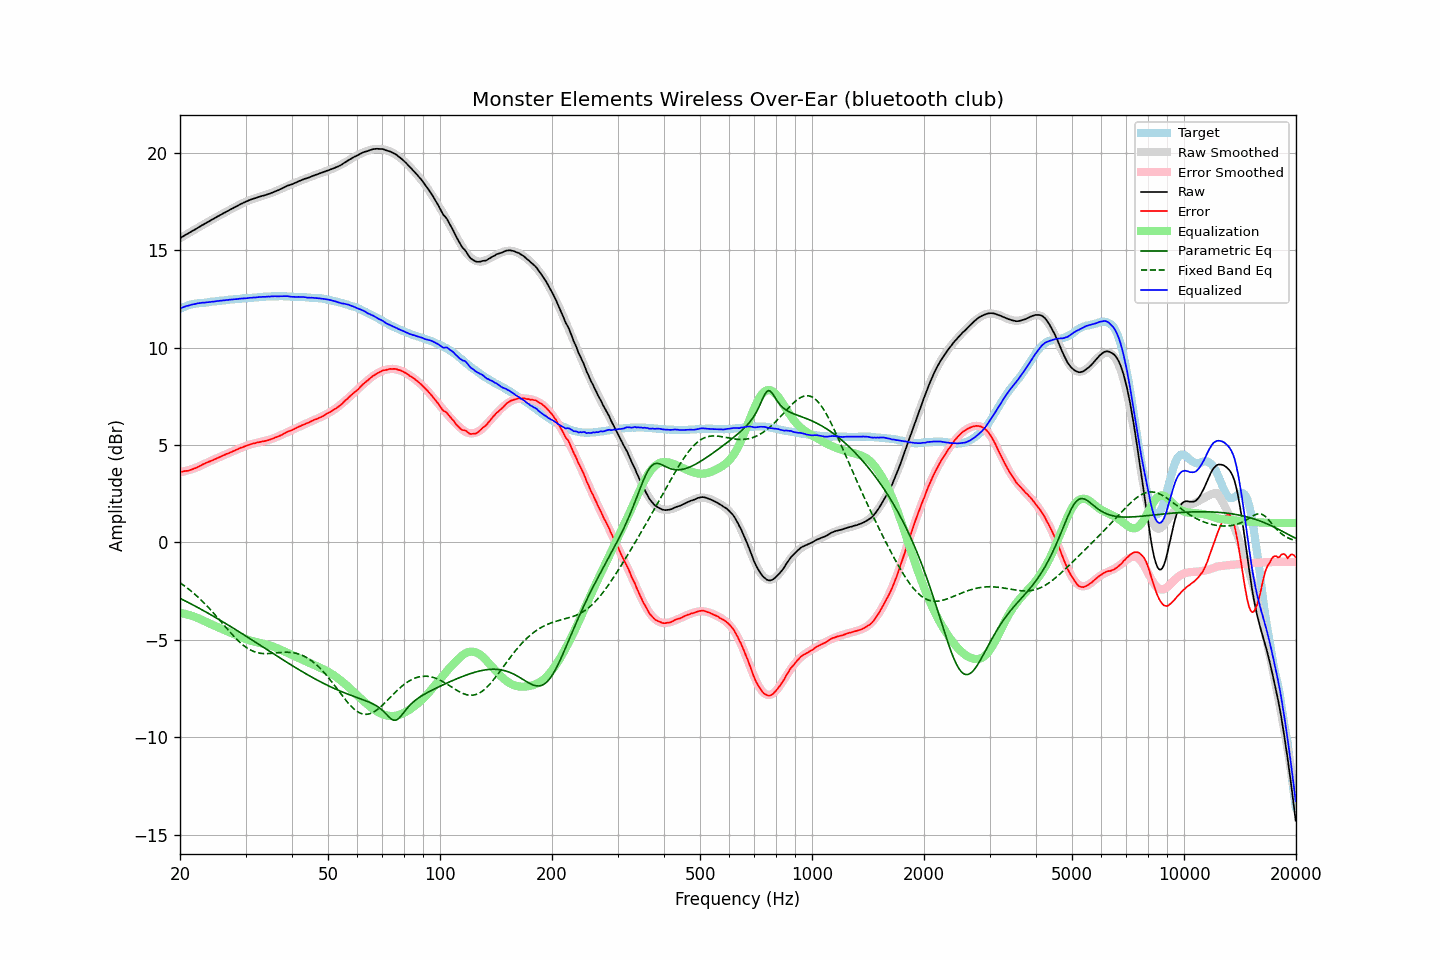 Monster Elements Wireless Over-Ear (bluetooth club)
Target
Raw Smoothed
Error Smoothed
Raw
Error
Equalization
Parametric Eq
Fixed Band Eq
Equalized
Amplitude (dBr)
20
15
10
5
0
−5
−10
−15
20 50 100 200 500 1000 2000 5000 10000 20000
Frequency (Hz)